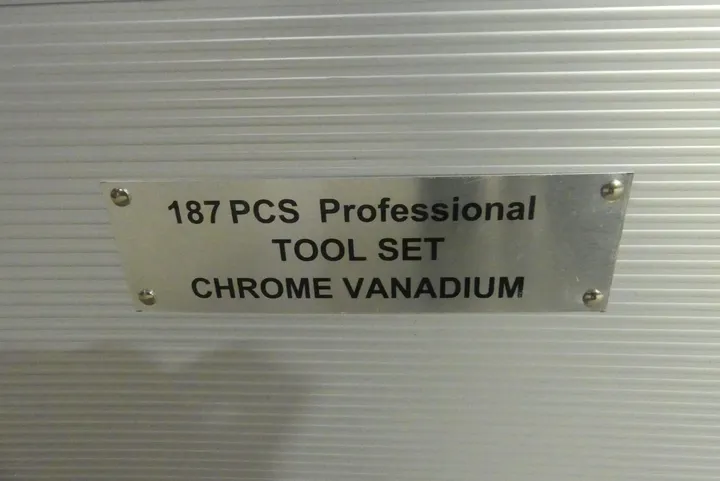 187 PCS Professional
TOOL SET
CHROME VANADIUM